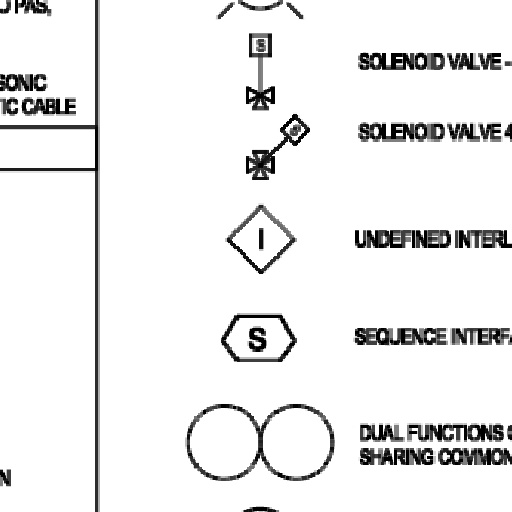 PAS,
SONIC
TIC CABLE
N
S
SOLENOID VALVE -
S
SOLENOID VALVE 4
I
UNDEFINED INTERL
S
SEQUENCE INTERFA
DUAL FUNCTIONS
SHARING COMMON